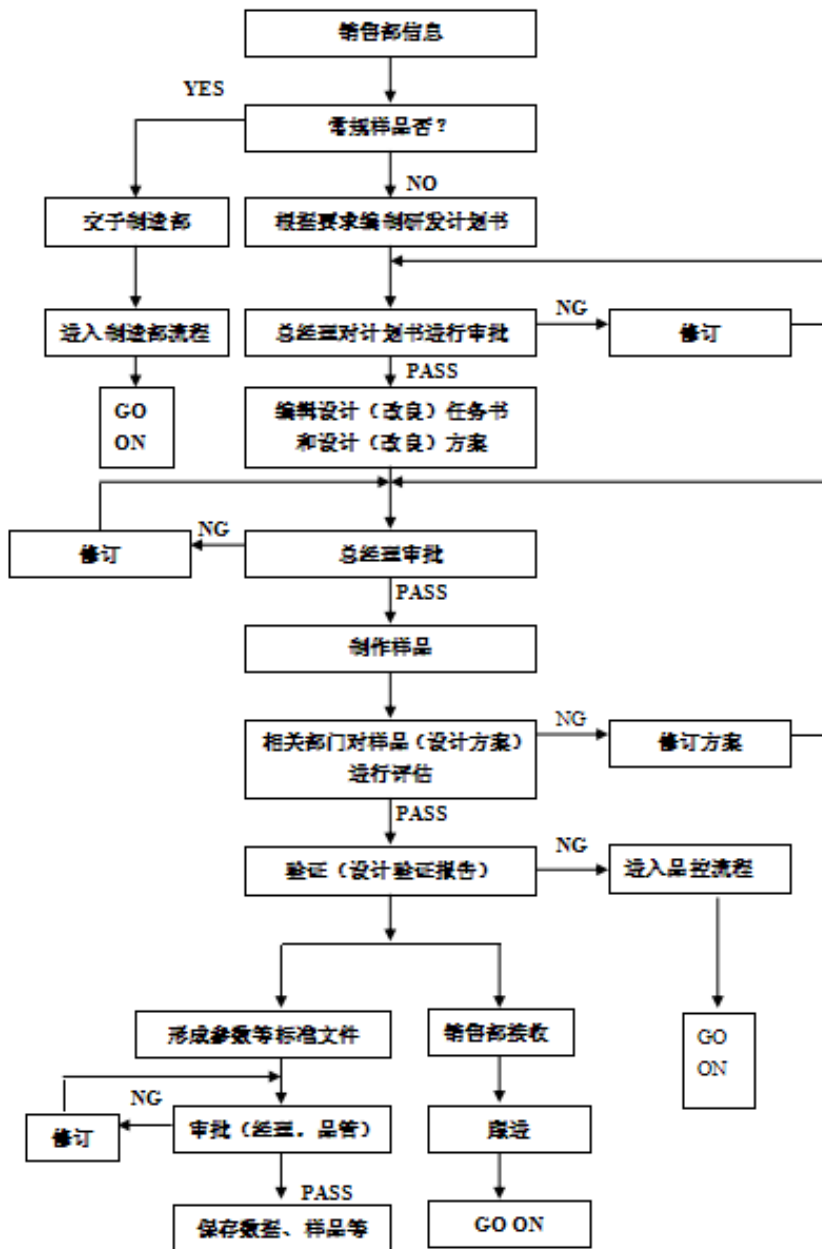 销售部信息
YES
常规样品否？
NO
交于制造部
根据要求编制研发计划书
进入制造部流程
总经理对计划书进行审批
NG
修订
PASS
GO
ON
编辑设计（改良）任务书
和设计（改良）方案
修订
NG
总经理审批
PASS
制作样品
相关部门对样品（设计方案）
进行评估
NG
修订方案
PASS
验证（设计验证报告）
NG
进入品控流程
形成参数等标准文件
销售部接收
GO
ON
NG
修订
审批（经理，品管）
跟进
PASS
保存数据、样品等
GO ON